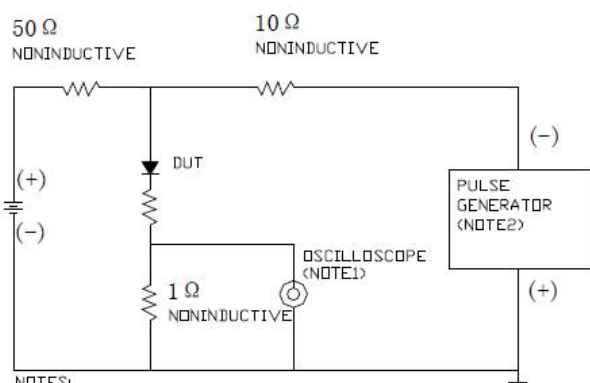 50 Ω
NONINDUCTIVE
10 Ω
NONINDUCTIVE
(+)
(-)
DUT
1 Ω
NONINDUCTIVE
OSCILLOSCOPE
(NOTE1)
(-)
PULSE
GENERATOR
(NOTE2)
(+)
NOTES: